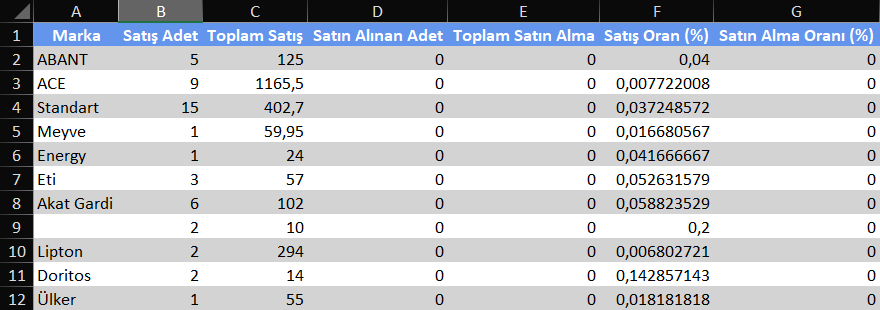 A B C D E F G
1 Marka Satış Adet Toplam Satış Satın Alınan Adet Toplam Satın Alma Satış Oran (%) Satın Alma Oranı (%)
2 ABANT 5 125 0 0 0,04 0
3 ACE 9 1165,5 0 0 0,007722008 0
4 Standart 15 402,7 0 0 0,037248572 0
5 Meyve 1 59,95 0 0 0,016680567 0
6 Energy 1 24 0 0 0,041666667 0
7 Eti 3 57 0 0 0,052631579 0
8 Akat Gardi 6 102 0 0 0,058823529 0
9 2 10 0 0 0,2 0
10 Lipton 2 294 0 0 0,006802721 0
11 Doritos 2 14 0 0 0,142857143 0
12 Ülker 1 55 0 0 0,018181818 0